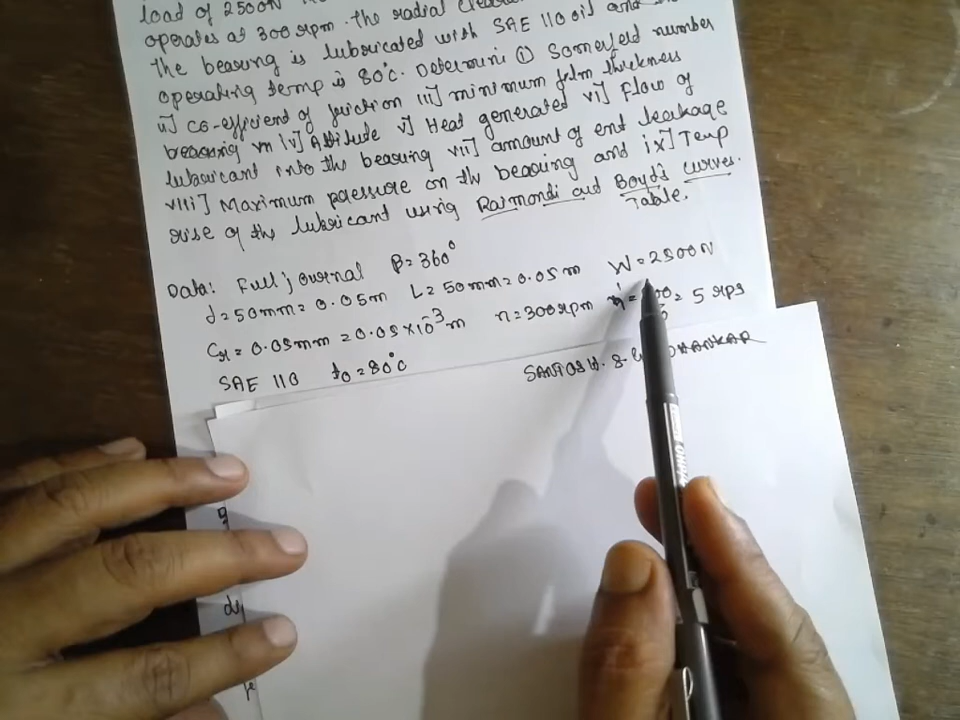 load of 2500N
operates at 300 rpm. the radial
The bearing is lubricated with SAE 110 oil and
operating temp is 80°c. Determine i) Sommerfeld number
ii] co-efficient of friction iii] minimum film thickness
bearing iv] Attitude v] Heat generated vi] flow of
lubricant into the bearing vii] amount of end leakage
viii] Maximum pressure on the bearing and ix] Temp
rise of the lubricant using Raimondi and Boyd's curves.
Table.
Data: Full journal β = 360°
d = 50mm = 0.05m L = 50mm = 0.05m W = 2500N
Cr = 0.05mm = 0.05×10⁻³m n = 300rpm = 5 rps
SAE 110 to = 80°C
SANTOSH. S.